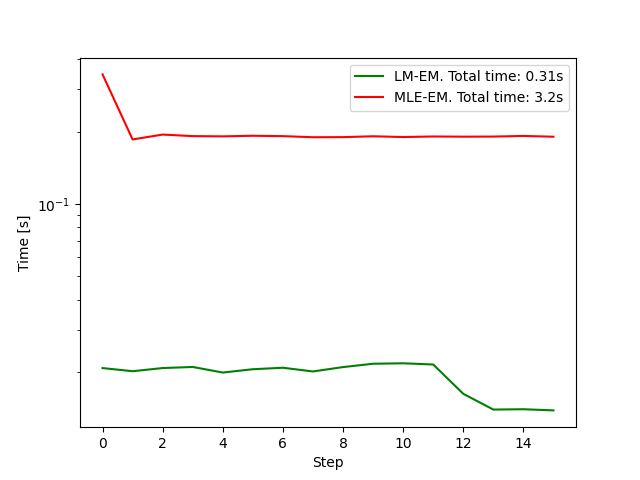 LM-EM. Total time: 0.31s
MLE-EM. Total time: 3.2s
10⁻¹
Time [s]
0 2 4 6 8 10 12 14
Step